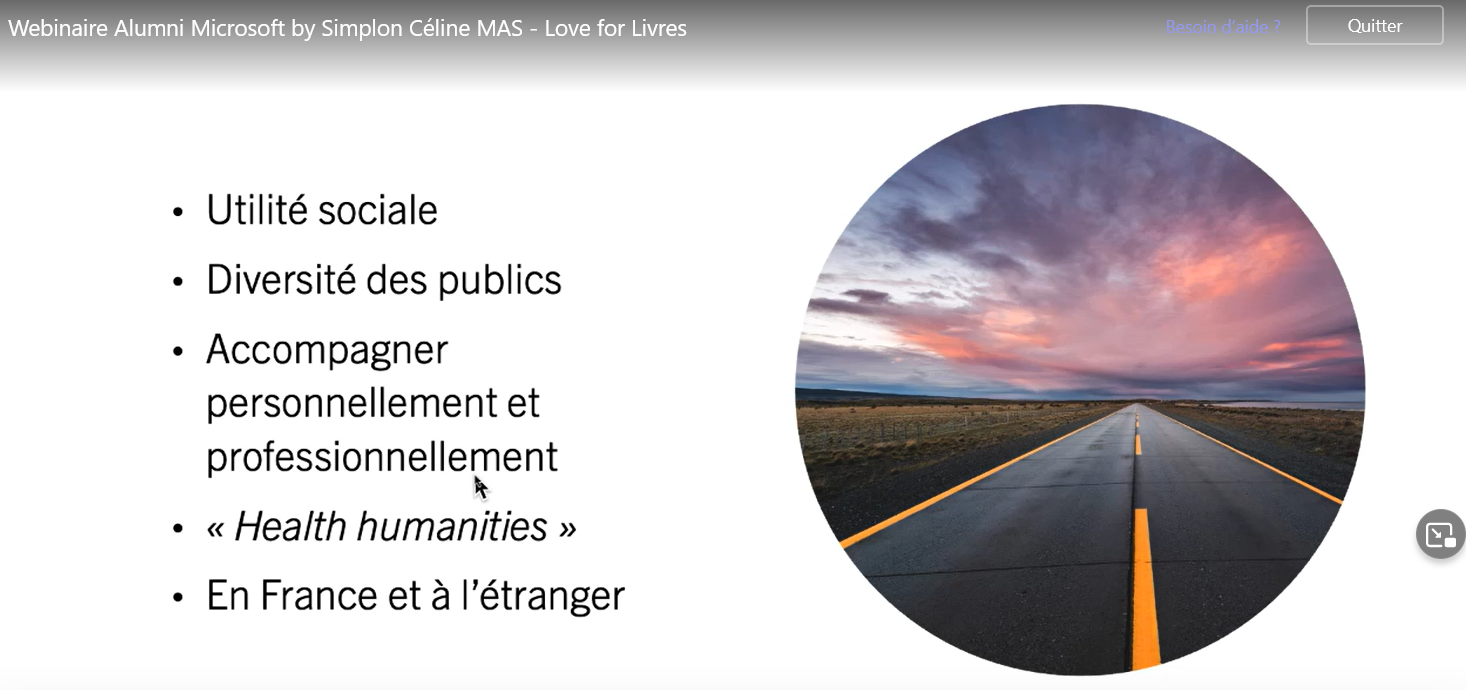 Webinaire Alumni Microsoft by Simplon Céline MAS - Love for Livres
Besoin d'aide ?
Quitter
• Utilité sociale
• Diversité des publics
• Accompagner
personnellement et
professionnellement
• « Health humanities »
• En France et à l’étranger